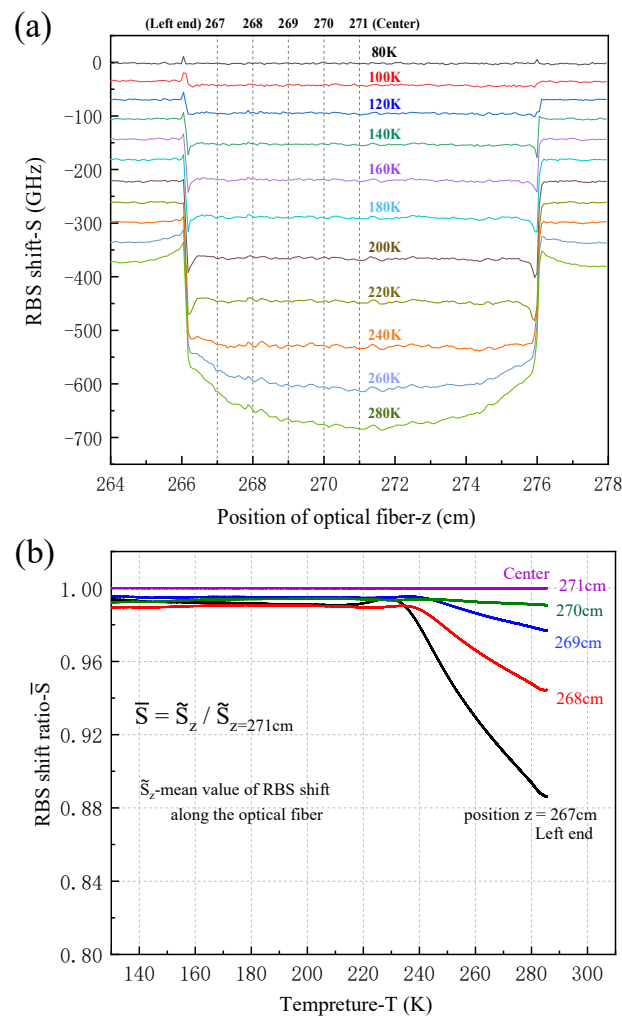 (a)
(Left end) 267 268 269 270 271 (Center)
80K
0
100K
120K
-100
140K
160K
-200
180K
-300
200K
-400
220K
-500
240K
260K
-600
280K
-700
RBS shift-S (GHz)
264 266 268 270 272 274 276 278
Position of optical fiber-z (cm)
(b)
Center
1.00
271cm
270cm
269cm
0.96
268cm
S̅ = S̃z / S̃z=271cm
0.92
S̃z-mean value of RBS shift
along the optical fiber
0.88
position z = 267cm
Left end
0.84
0.80
RBS shift ratio-S̅
140 160 180 200 220 240 260 280 300
Tempreture-T (K)